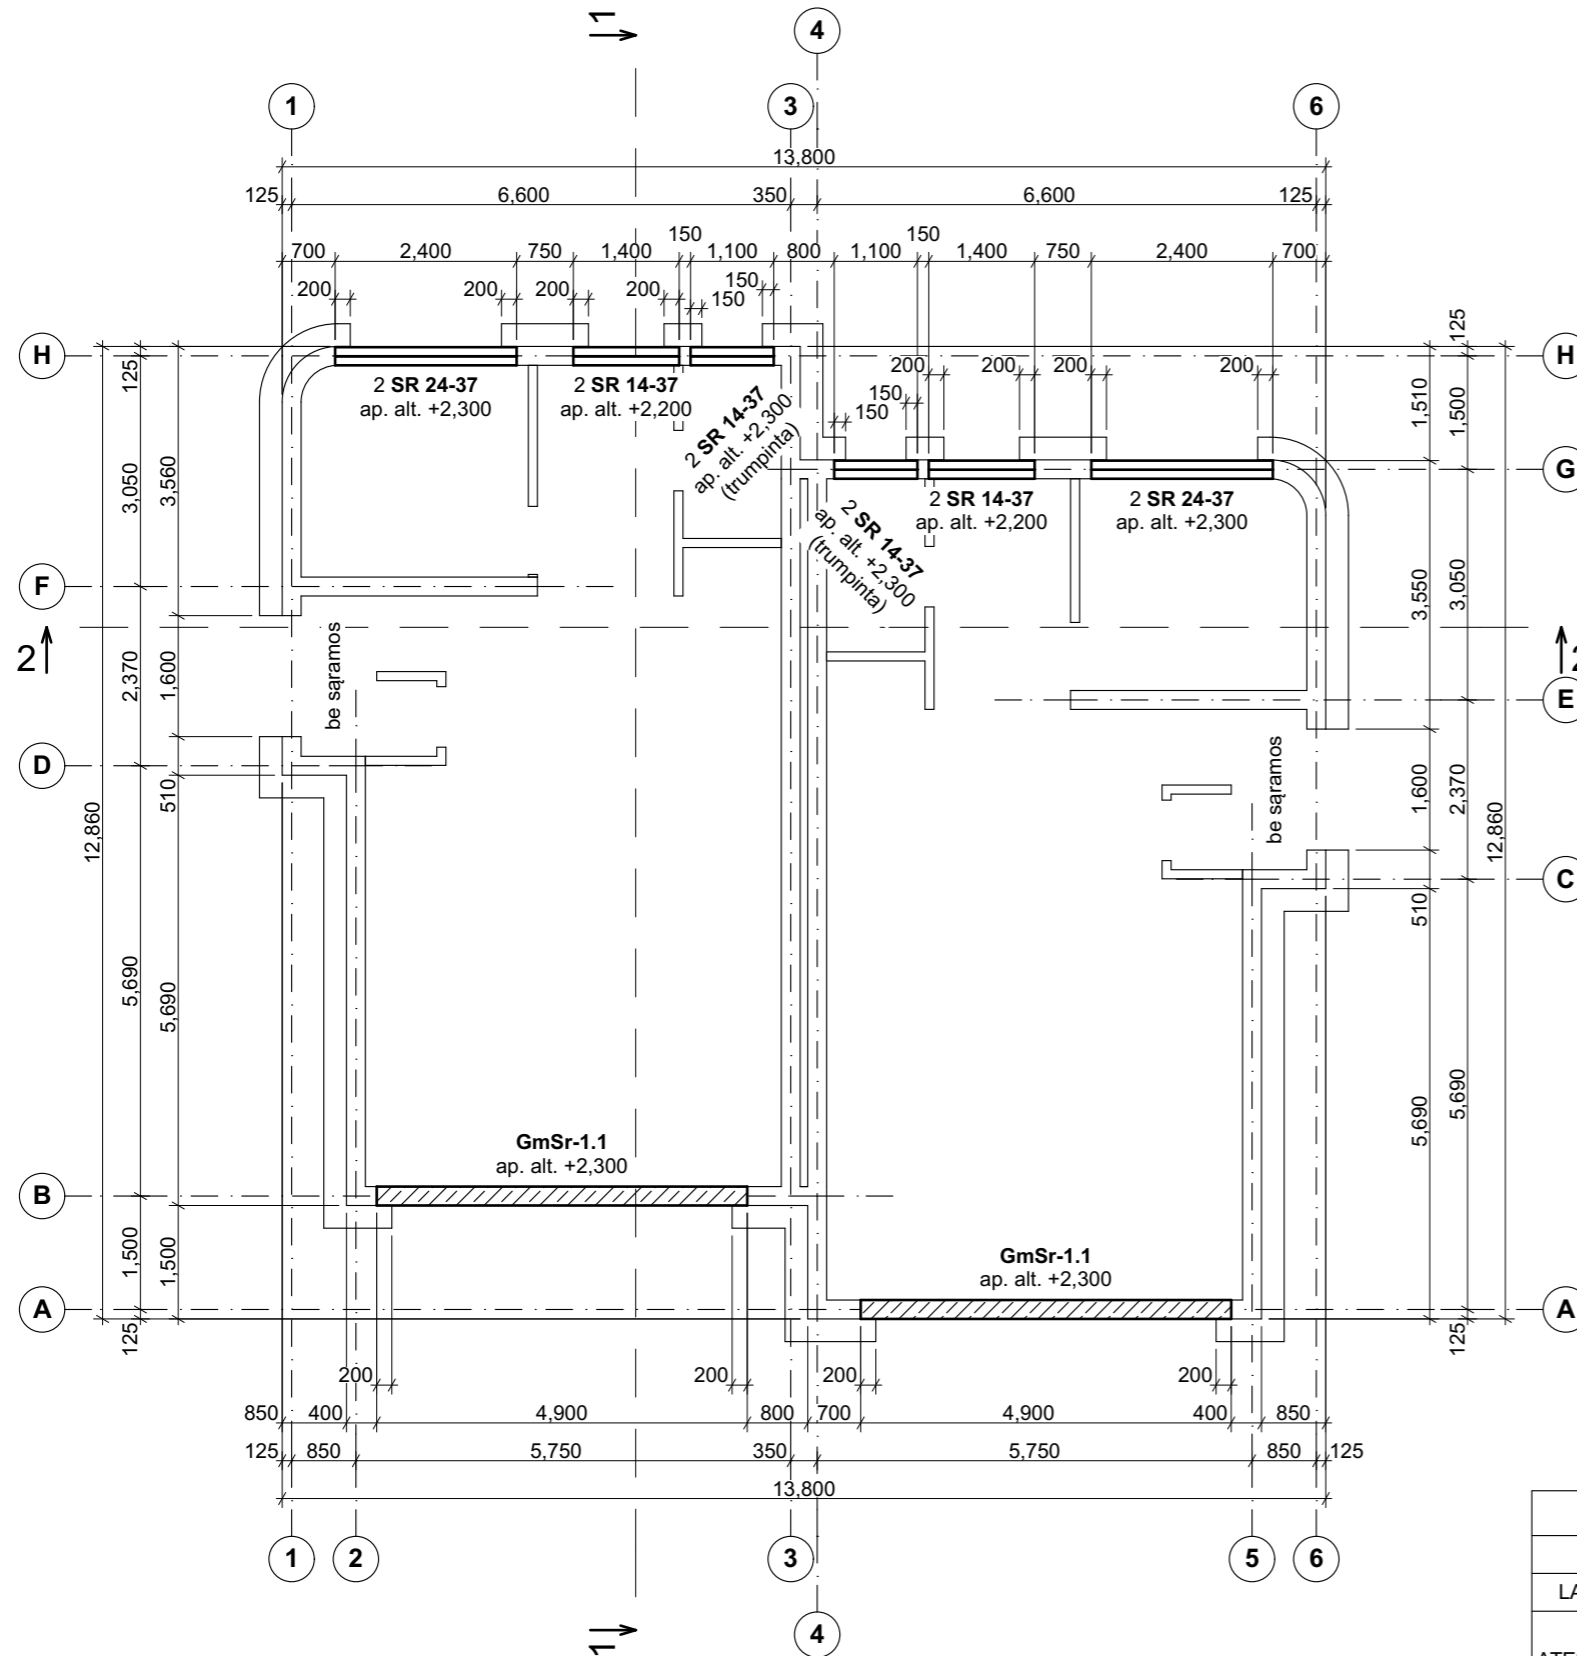 1
4
1
3
6
13,800
125
6,600
350
6,600
125
150
150
700
2,400
750
1,400
1,100
800
1,100
1,400
750
2,400
700
200
200
200
200
150
150
H
H
125
125
2 SR 24-37
ap. alt. +2,300
2 SR 14-37
ap. alt. +2,200
2 SR 14-37
ap. alt. +2,300
(trumpinta)
200
200
200
200
150
150
1,510
1,500
G
2 SR 14-37
ap. alt. +2,300
(trumpinta)
2 SR 14-37
ap. alt. +2,200
2 SR 24-37
ap. alt. +2,300
3,050
3,560
3,550
3,050
F
2
2
be sąramos
2,370
1,600
E
D
be sąramos
1,600
2,370
12,860
510
12,860
C
510
5,690
5,690
5,690
5,690
GmSr-1.1
ap. alt. +2,300
B
GmSr-1.1
ap. alt. +2,300
1,500
1,500
A
A
125
125
200
200
200
200
850
400
4,900
800
700
4,900
400
850
125
850
5,750
350
5,750
850
125
13,800
1
2
3
5
6
4
1
LA